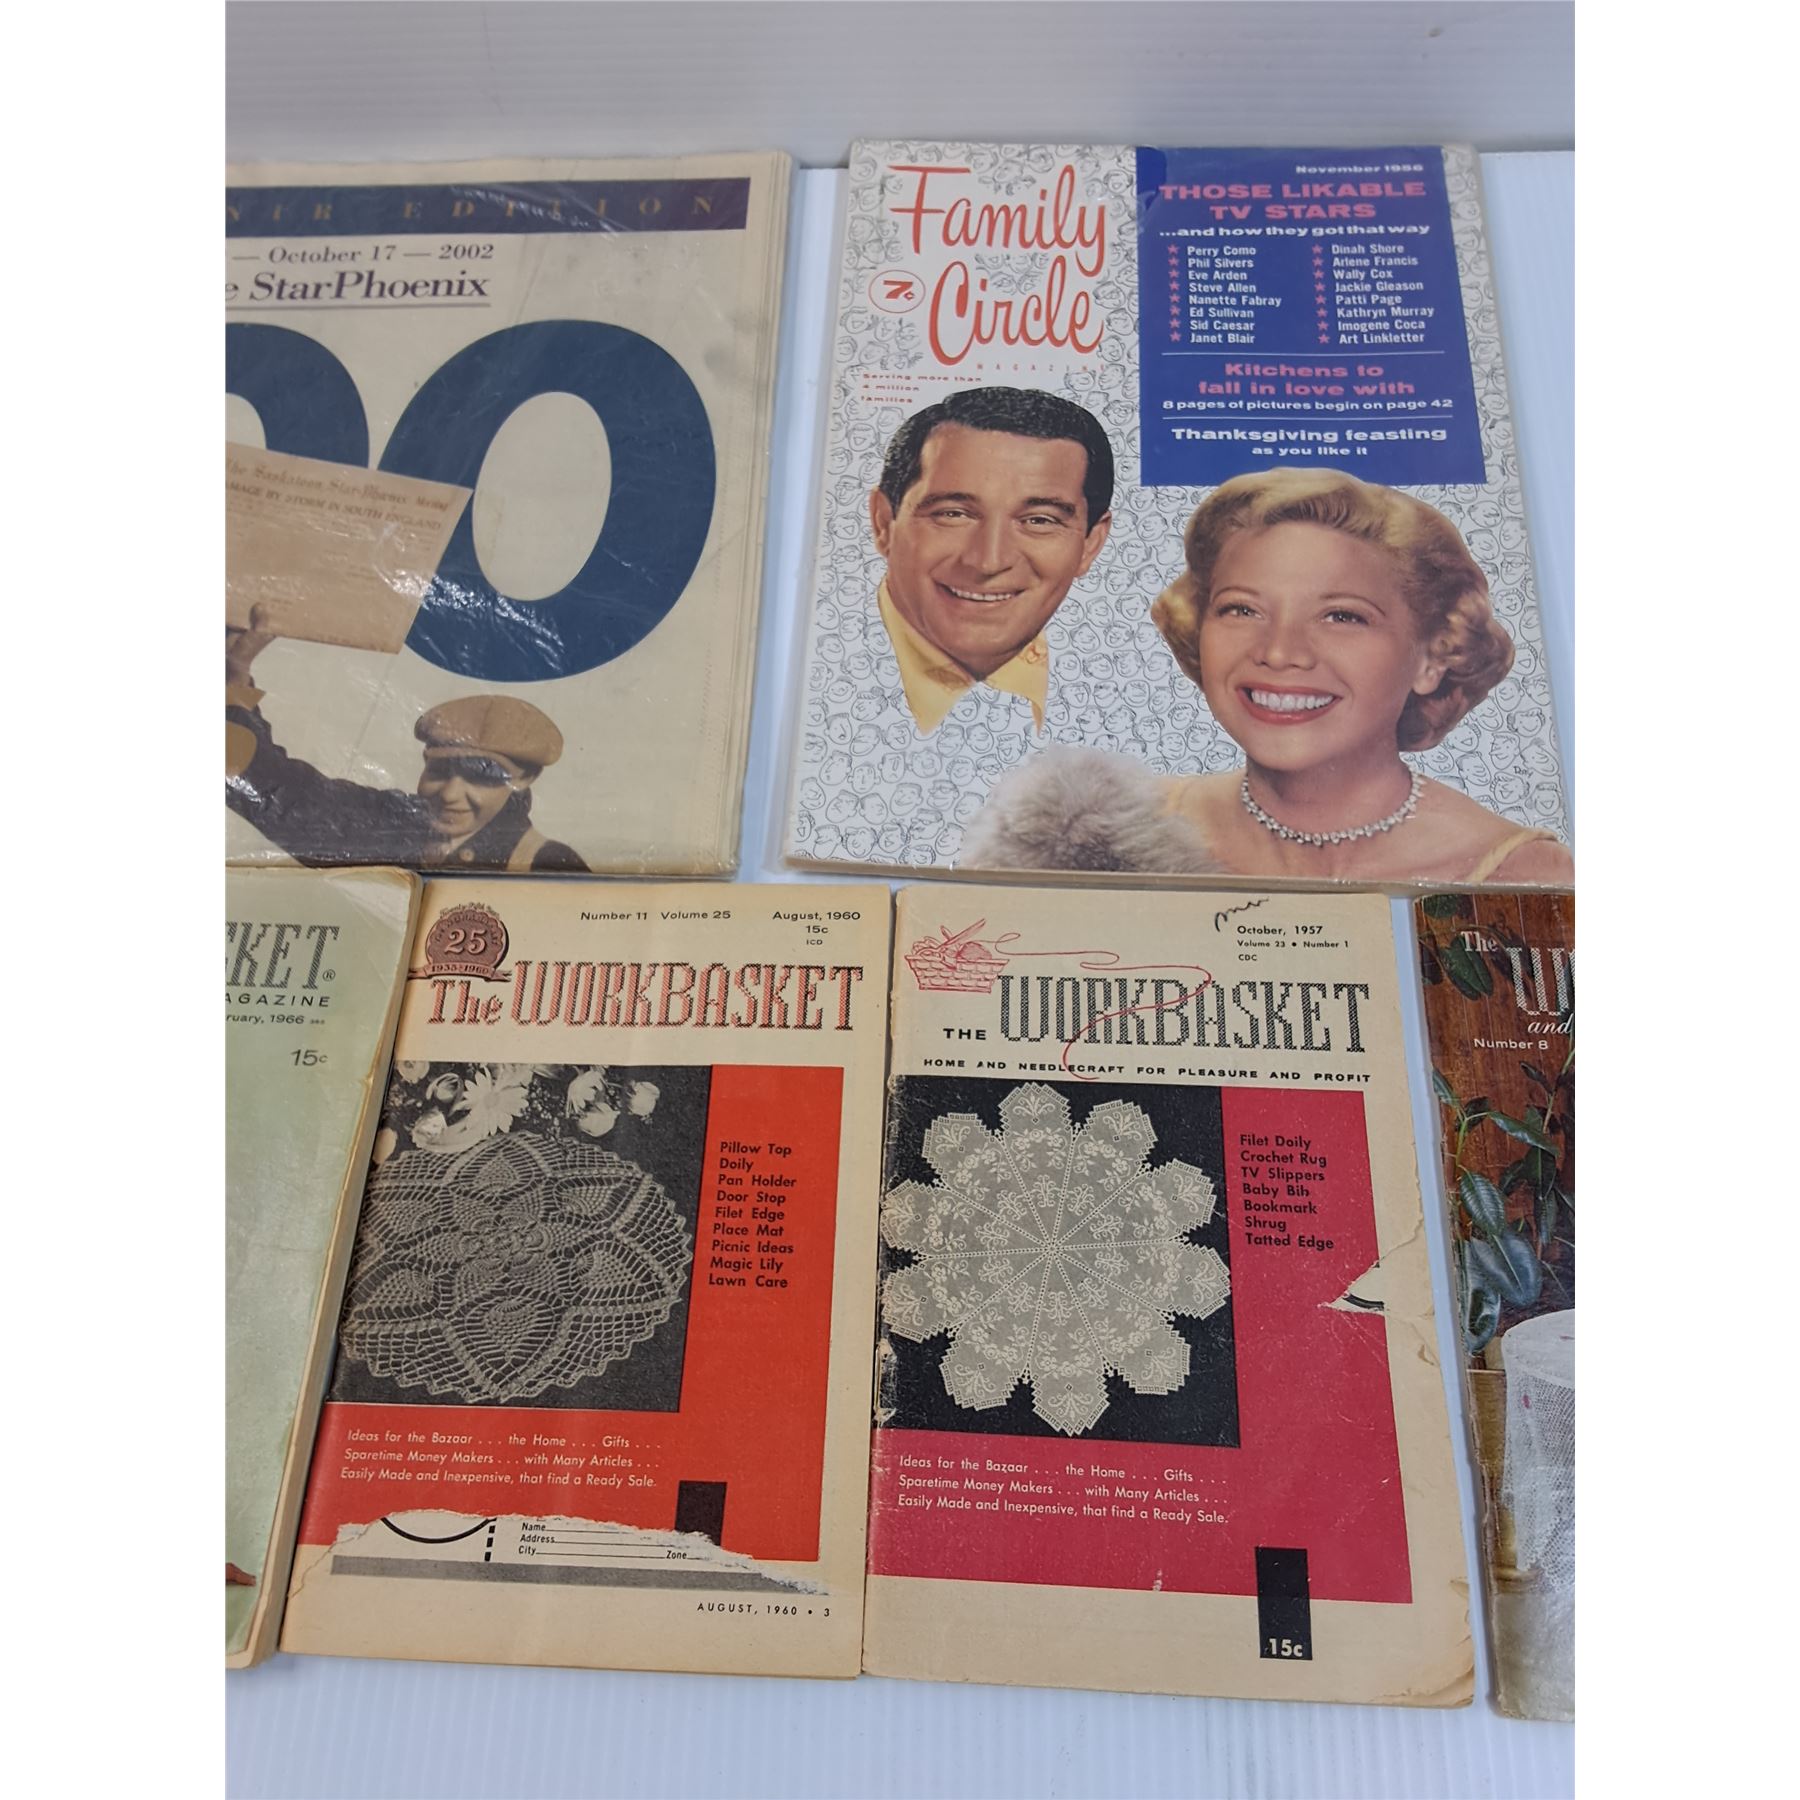 NIR EDITION
— October 17 — 2002
e StarPhoenix
00
The Saskatoon Star-Phoenix
AMAGE BY STORM IN SOUTH ENGLAND
Family
Circle
MAGAZINE
7¢
Serving more than
4 million
families
November 1956
THOSE LIKABLE
TV STARS
...and how they got that way
★ Perry Como
★ Phil Silvers
★ Eve Arden
★ Steve Allen
★ Nanette Fabray
★ Ed Sullivan
★ Sid Caesar
★ Janet Blair
★ Dinah Shore
★ Arlene Francis
★ Wally Cox
★ Jackie Gleason
★ Patti Page
★ Kathryn Murray
★ Imogene Coca
★ Art Linkletter
Kitchens to
fall in love with
8 pages of pictures begin on page 42
Thanksgiving feasting
as you like it
KET®
AGAZINE
ruary, 1966
15c
25
1935-1960
Number 11 Volume 25 August, 1960
15c
ICD
The WORKBASKET
Pillow Top
Doily
Pan Holder
Door Stop
Filet Edge
Place Mat
Picnic Ideas
Magic Lily
Lawn Care
Ideas for the Bazaar . . . the Home . . . Gifts . . .
Sparetime Money Makers . . . with Many Articles . . .
Easily Made and Inexpensive, that find a Ready Sale.
Name
Address
City Zone
AUGUST, 1960 • 3
October, 1957
Volume 23 • Number 1
CDC
THE WORKBASKET
HOME AND NEEDLECRAFT FOR PLEASURE AND PROFIT
Filet Doily
Crochet Rug
TV Slippers
Baby Bib
Bookmark
Shrug
Tatted Edge
Ideas for the Bazaar . . . the Home . . . Gifts . . .
Sparetime Money Makers . . . with Many Articles . . .
Easily Made and Inexpensive, that find a Ready Sale.
15c
The
W
and
Number 8